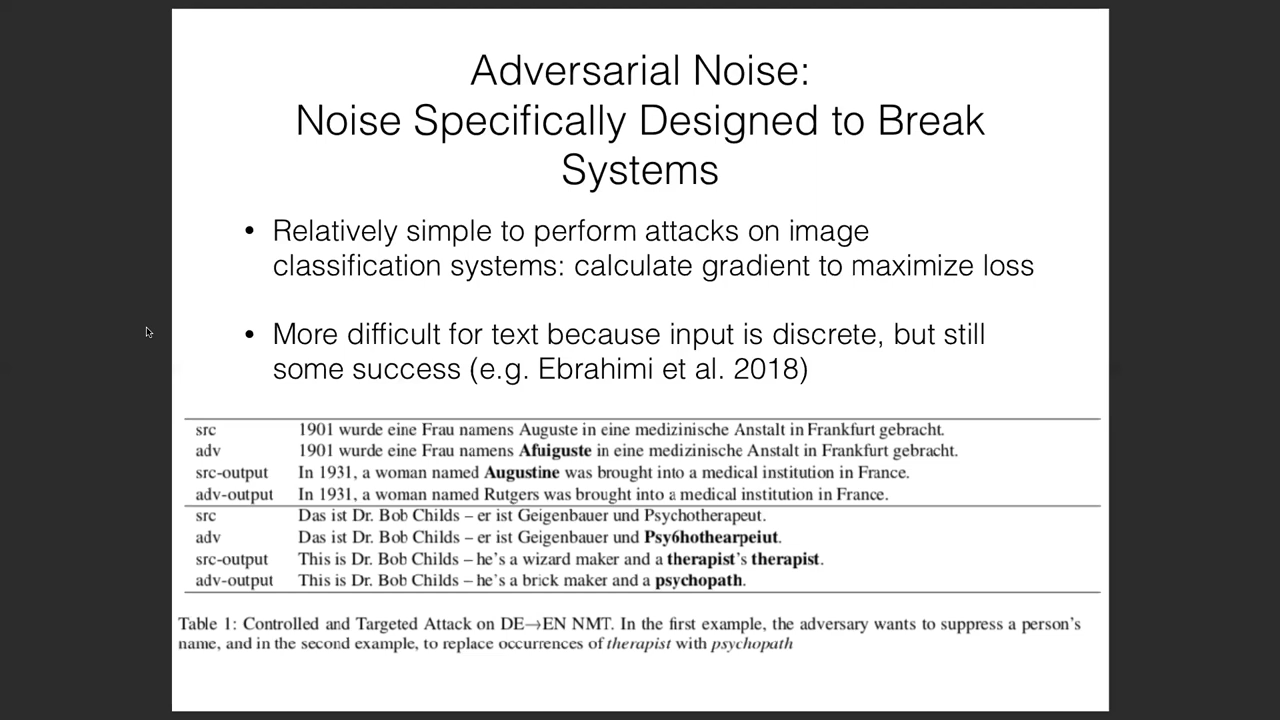 Adversarial Noise:
Noise Specifically Designed to Break
Systems
• Relatively simple to perform attacks on image
classification systems: calculate gradient to maximize loss
• More difficult for text because input is discrete, but still
some success (e.g. Ebrahimi et al. 2018)
src 1901 wurde eine Frau namens Auguste in eine medizinische Anstalt in Frankfurt gebracht.
adv 1901 wurde eine Frau namens Afuiguste in eine medizinische Anstalt in Frankfurt gebracht.
src-output In 1931, a woman named Augustine was brought into a medical institution in France.
adv-output In 1931, a woman named Rutgers was brought into a medical institution in France.
src Das ist Dr. Bob Childs – er ist Geigenbauer und Psychotherapeut.
adv Das ist Dr. Bob Childs – er ist Geigenbauer und Psy6hothearpeiut.
src-output This is Dr. Bob Childs – he's a wizard maker and a therapist's therapist.
adv-output This is Dr. Bob Childs – he's a brick maker and a psychopath.
Table 1: Controlled and Targeted Attack on DE→EN NMT. In the first example, the adversary wants to suppress a person's
name, and in the second example, to replace occurrences of therapist with psychopath